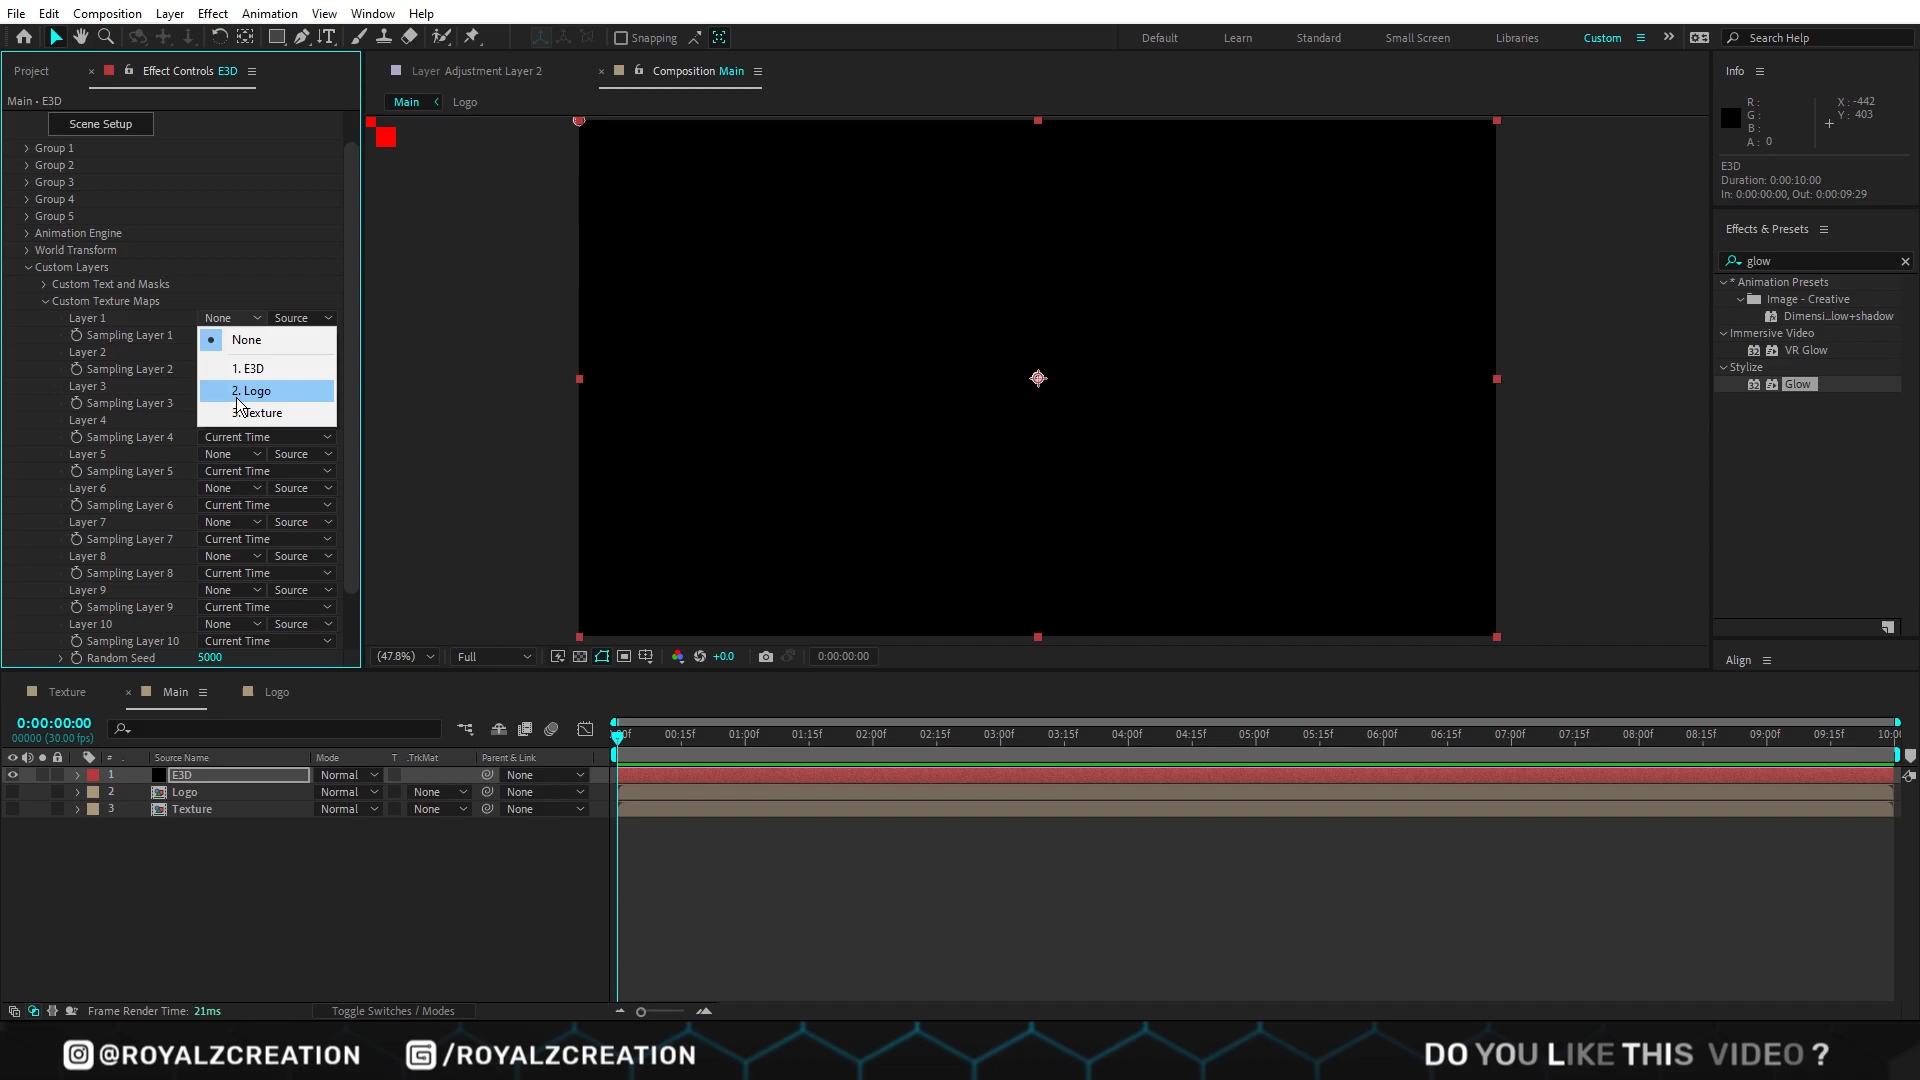 File Edit Composition Layer Effect Animation View Window Help
Snapping Default Learn Standard Small Screen Libraries Custom Search Help
Project Effect Controls E3D Layer Adjustment Layer 2 Composition Main Info
Main • E3D Main Logo
Scene Setup
Group 1
Group 2
Group 3
Group 4
Group 5
Animation Engine
World Transform
Custom Layers
Custom Text and Masks
Custom Texture Maps
Layer 1 None Source
Sampling Layer 1
Layer 2
Sampling Layer 2
Layer 3
Sampling Layer 3
Layer 4
Sampling Layer 4 Current Time
Layer 5 None Source
Sampling Layer 5 Current Time
Layer 6 None Source
Sampling Layer 6 Current Time
Layer 7 None Source
Sampling Layer 7 Current Time
Layer 8 None Source
Sampling Layer 8 Current Time
Layer 9 None Source
Sampling Layer 9 Current Time
Layer 10 None Source
Sampling Layer 10 Current Time
Random Seed 5000
None
1. E3D
2. Logo
3. Texture
R :
G :
B :
A : 0
X : -442
Y : 403
E3D
Duration: 0:00:10:00
In: 0:00:00:00, Out: 0:00:09:29
Effects & Presets
glow
* Animation Presets
Image - Creative
Dimensi...low+shadow
Immersive Video
VR Glow
Stylize
Glow
Align
(47.8%) Full +0.0 0:00:00:00
Texture Main Logo
0:00:00:00
00000 (30.00 fps)
00:15f 01:00f 01:15f 02:00f 02:15f 03:00f 03:15f 04:00f 04:15f 05:00f 05:15f 06:00f 06:15f 07:00f 07:15f 08:00f 08:15f 09:00f 09:15f 10:0
# . Source Name Mode T .TrkMat Parent & Link
1 E3D Normal None
2 Logo Normal None None
3 Texture Normal None None
Frame Render Time: 21ms Toggle Switches / Modes
@ROYALZCREATION /ROYALZCREATION DO YOU LIKE THIS VIDEO ?